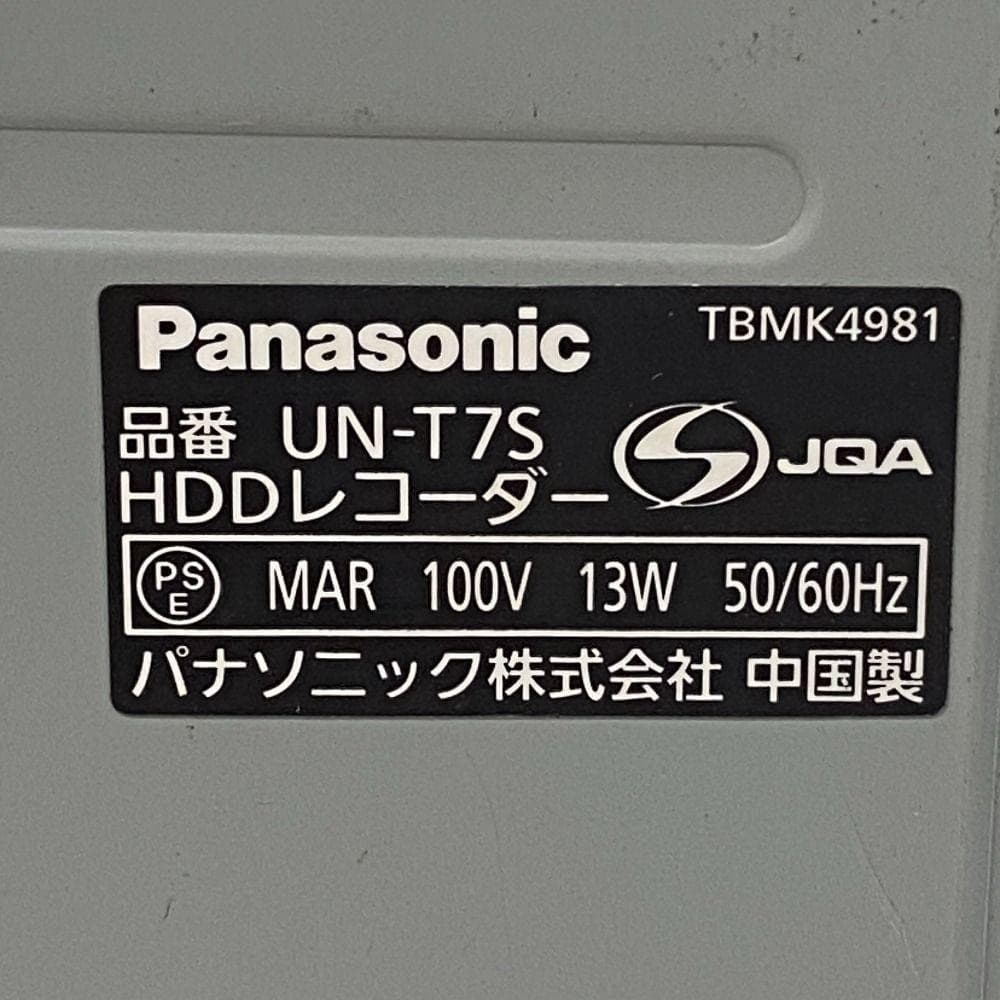 Panasonic TBMK4981
品番 UN-T7S
JQA
HDDレコーダー
PSE MAR 100V 13W 50/60Hz
パナソニック株式会社 中国製